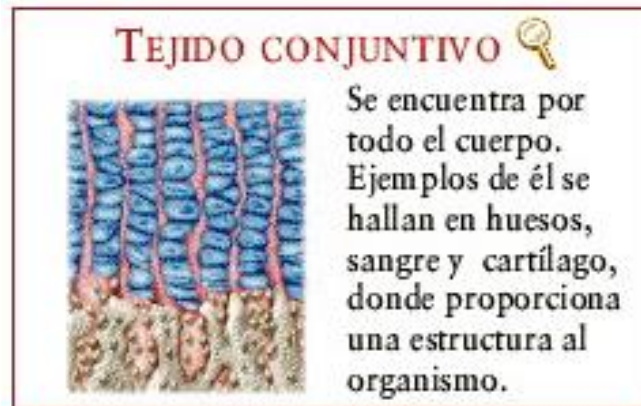 TEJIDO CONJUNTIVO
Se encuentra por
todo el cuerpo.
Ejemplos de él se
hallan en huesos,
sangre y cartílago,
donde proporciona
una estructura al
organismo.